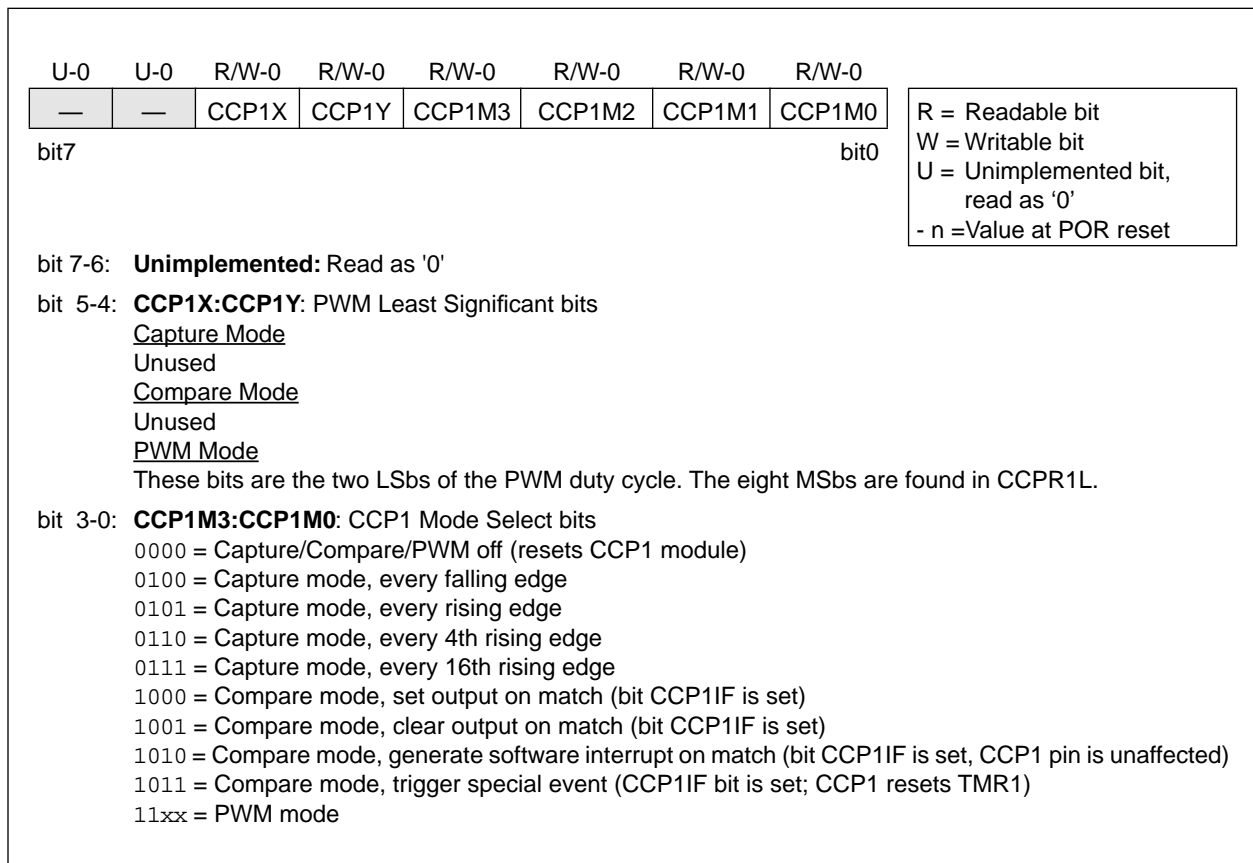 U-0 U-0 R/W-0 R/W-0 R/W-0 R/W-0 R/W-0 R/W-0
— — CCP1X CCP1Y CCP1M3 CCP1M2 CCP1M1 CCP1M0
bit7 bit0
R = Readable bit
W = Writable bit
U = Unimplemented bit,
read as ‘0’
- n =Value at POR reset
bit 7-6: Unimplemented: Read as '0'
bit 5-4: CCP1X:CCP1Y: PWM Least Significant bits
Capture Mode
Unused
Compare Mode
Unused
PWM Mode
These bits are the two LSbs of the PWM duty cycle. The eight MSbs are found in CCPR1L.
bit 3-0: CCP1M3:CCP1M0: CCP1 Mode Select bits
0000 = Capture/Compare/PWM off (resets CCP1 module)
0100 = Capture mode, every falling edge
0101 = Capture mode, every rising edge
0110 = Capture mode, every 4th rising edge
0111 = Capture mode, every 16th rising edge
1000 = Compare mode, set output on match (bit CCP1IF is set)
1001 = Compare mode, clear output on match (bit CCP1IF is set)
1010 = Compare mode, generate software interrupt on match (bit CCP1IF is set, CCP1 pin is unaffected)
1011 = Compare mode, trigger special event (CCP1IF bit is set; CCP1 resets TMR1)
11xx = PWM mode